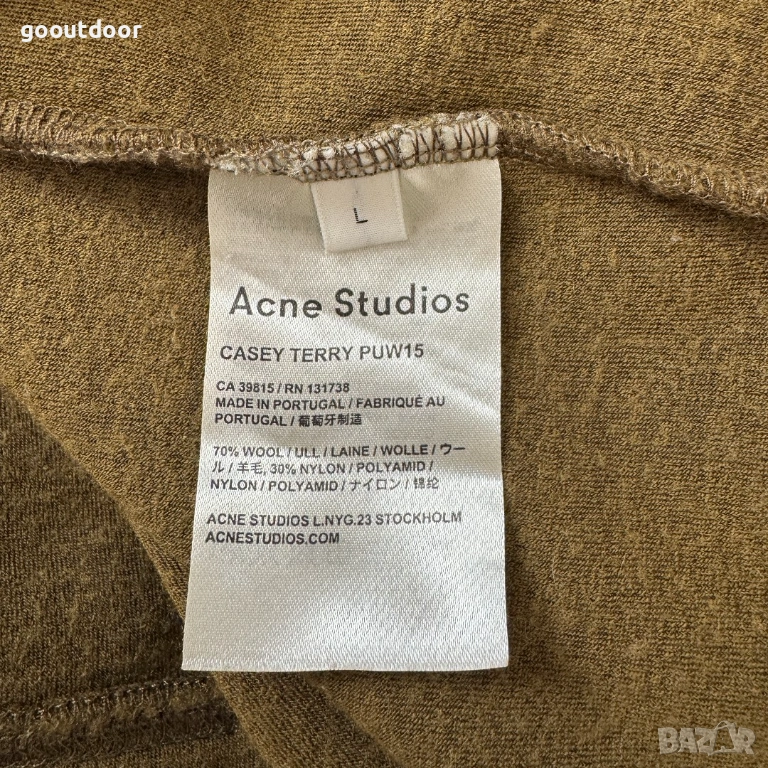 gooutdoor
L
Acne Studios
CASEY TERRY PUW15
CA 39815 / RN 131738
MADE IN PORTUGAL / FABRIQUÉ AU
PORTUGAL / 葡萄牙制造
70% WOOL / ULL / LAINE / WOLLE / ウー
ル / 羊毛, 30% NYLON / POLYAMID /
NYLON / POLYAMID / ナイロン / 锦纶
ACNE STUDIOS L.NYG.23 STOCKHOLM
ACNESTUDIOS.COM
BAZAR